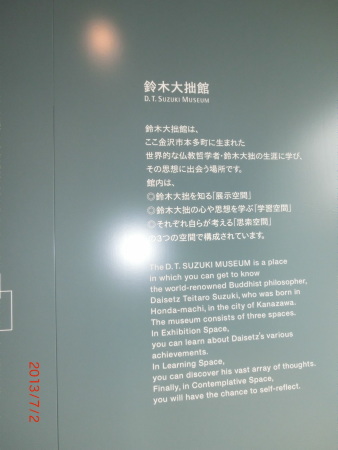 鈴木大拙館
D.T. SUZUKI MUSEUM
鈴木大拙館は、
ここ金沢市本多町に生まれた
世界的な仏教哲学者・鈴木大拙の生涯に学び、
その思想に出会う場所です。
館内は、
◎鈴木大拙を知る「展示空間」
◎鈴木大拙の心や思想を学ぶ「学習空間」
◎それぞれ自らが考える「思索空間」
の3つの空間で構成されています。
The D.T. SUZUKI MUSEUM is a place
in which you can get to know
the world-renowned Buddhist philosopher,
Daisetz Teitaro Suzuki, who was born in
Honda-machi, in the city of Kanazawa.
The museum consists of three spaces.
In Exhibition Space,
you can learn about Daisetz's various
achievements.
In Learning Space,
you can discover his vast array of thoughts.
Finally, in Contemplative Space,
you will have the chance to self-reflect.
2013/7/2